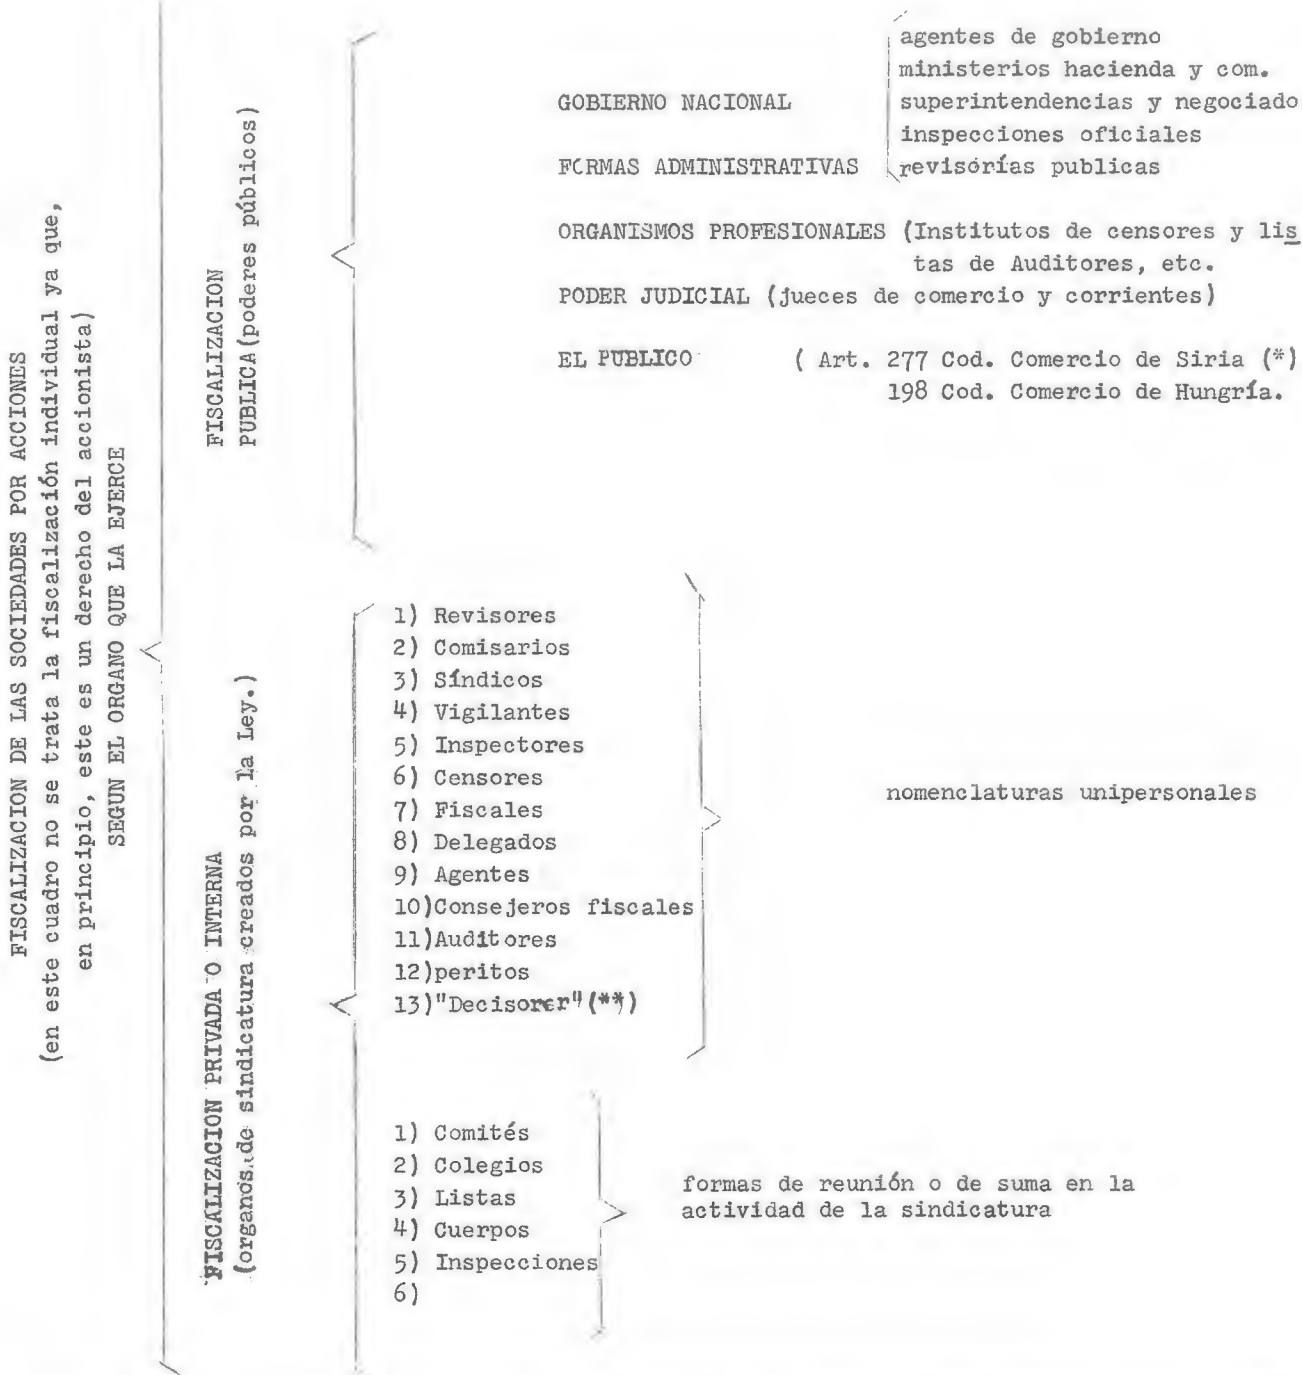 FISCALIZACION DE LAS SOCIEDADES POR ACCIONES
(en este cuadro no se trata la fiscalización individual ya que,
en principio, este es un derecho del accionista)
SEGUN EL ORGANO QUE LA EJERCE
FISCALIZACION
PUBLICA(poderes públicos)
GOBIERNO NACIONAL
FORMAS ADMINISTRATIVAS
agentes de gobierno
ministerios hacienda y com.
superintendencias y negociado
inspecciones oficiales
revisorías publicas
ORGANISMOS PROFESIONALES (Institutos de censores y lis
tas de Auditores, etc.
PODER JUDICIAL (jueces de comercio y corrientes)
EL PUBLICO ( Art. 277 Cod. Comercio de Siria (*)
198 Cod. Comercio de Hungría.
FISCALIZACION PRIVADA O INTERNA
(organos de sindicatura creados por la Ley.)
1) Revisores
2) Comisarios
3) Síndicos
4) Vigilantes
5) Inspectores
6) Censores
7) Fiscales
8) Delegados
9) Agentes
10)Consejeros fiscales
11)Auditores
12)peritos
13)"Decisorer"(**)
nomenclaturas unipersonales
1) Comités
2) Colegios
3) Listas
4) Cuerpos
5) Inspecciones
6)
formas de reunión o de suma en la
actividad de la sindicatura